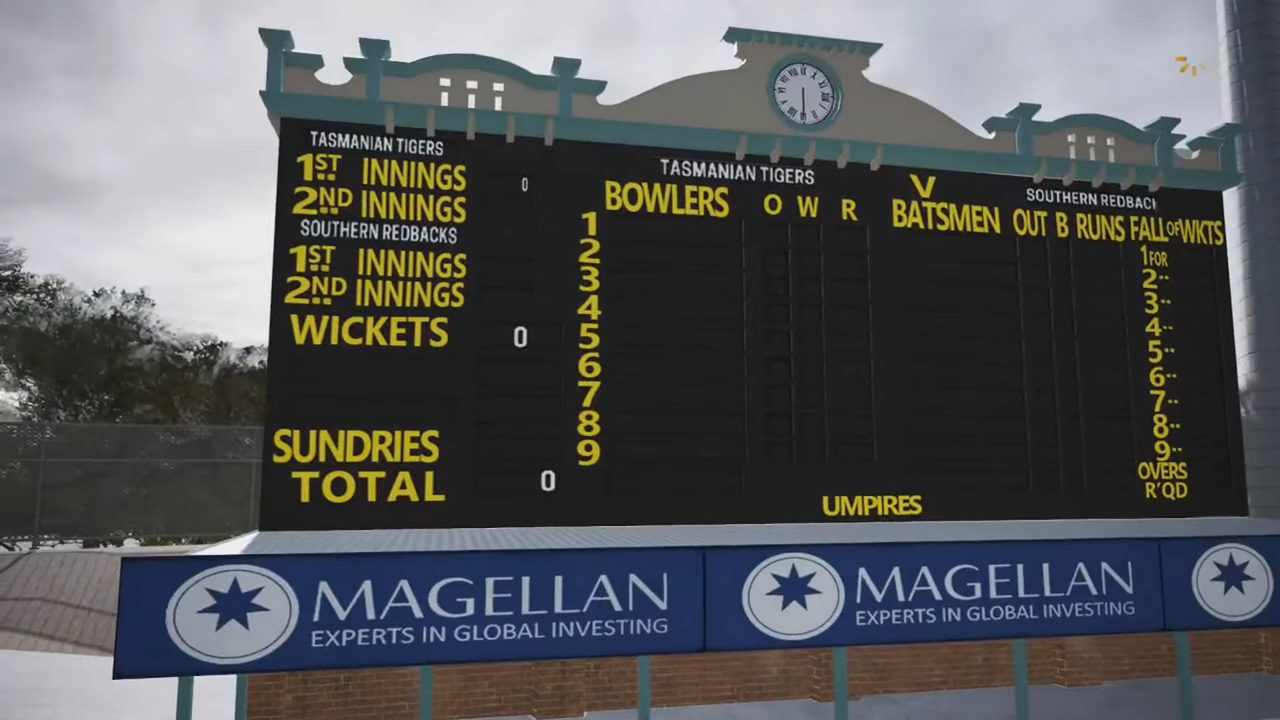 TASMANIAN TIGERS
1ST INNINGS 0
2ND INNINGS
SOUTHERN REDBACKS
1ST INNINGS
2ND INNINGS
WICKETS 0
SUNDRIES
TOTAL 0
TASMANIAN TIGERS V SOUTHERN REDBACK
BOWLERS O W R BATSMEN OUT B RUNS FALL OF WKTS
1
2
3
4
5
6
7
8
9
1 FOR
2
3
4
5
6
7
8
9
OVERS
R'QD
UMPIRES
MAGELLAN
EXPERTS IN GLOBAL INVESTING
MAGELLAN
EXPERTS IN GLOBAL INVESTING